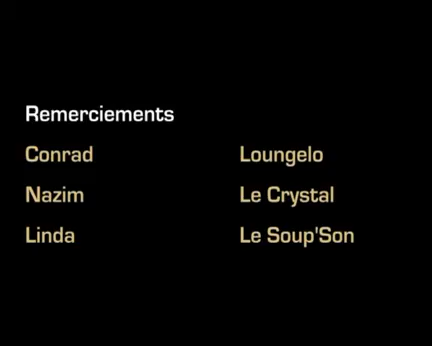 Remerciements
Conrad Loungelo
Nazim Le Crystal
Linda Le Soup'Son